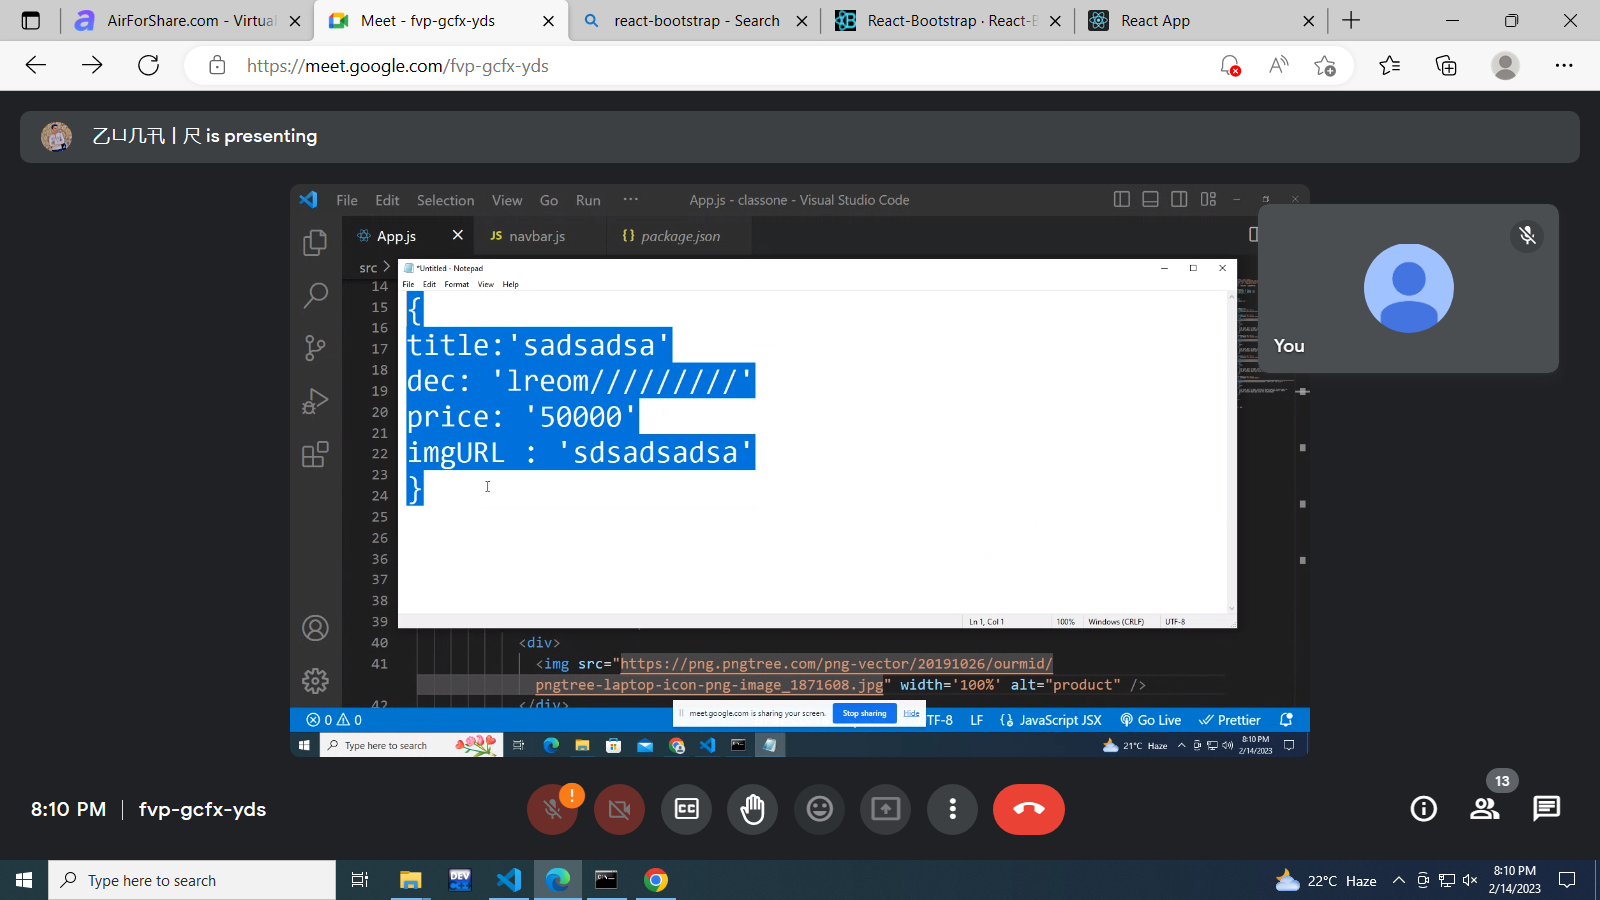 AirForShare.com - Virtual
Meet - fvp-gcfx-yds
react-bootstrap - Search
React-Bootstrap · React-B
React App
https://meet.google.com/fvp-gcfx-yds
乙ㄩ几卂丨尺 is presenting
File Edit Selection View Go Run ··· App.js - classone - Visual Studio Code
App.js
JS navbar.js
{} package.json
src >
*Untitled - Notepad
File Edit Format View Help
{
title:'sadsadsa'
dec: 'lreom/////////'
price: '50000'
imgURL : 'sdsadsadsa'
}
Ln 1, Col 1 100% Windows (CRLF) UTF-8
14
15
16
17
18
19
20
21
22
23
24
25
26
36
37
38
39
40 <div>
41 <img src="https://png.pngtree.com/png-vector/20191026/ourmid/
pngtree-laptop-icon-png-image_1871608.jpg" width='100%' alt="product" />
42 </div>
You
0 0
meet.google.com is sharing your screen. Stop sharing Hide
TF-8 LF JavaScript JSX Go Live Prettier
Type here to search
21°C Haze
8:10 PM
2/14/2023
8:10 PM | fvp-gcfx-yds
13
Type here to search
DEV
22°C Haze
8:10 PM
2/14/2023